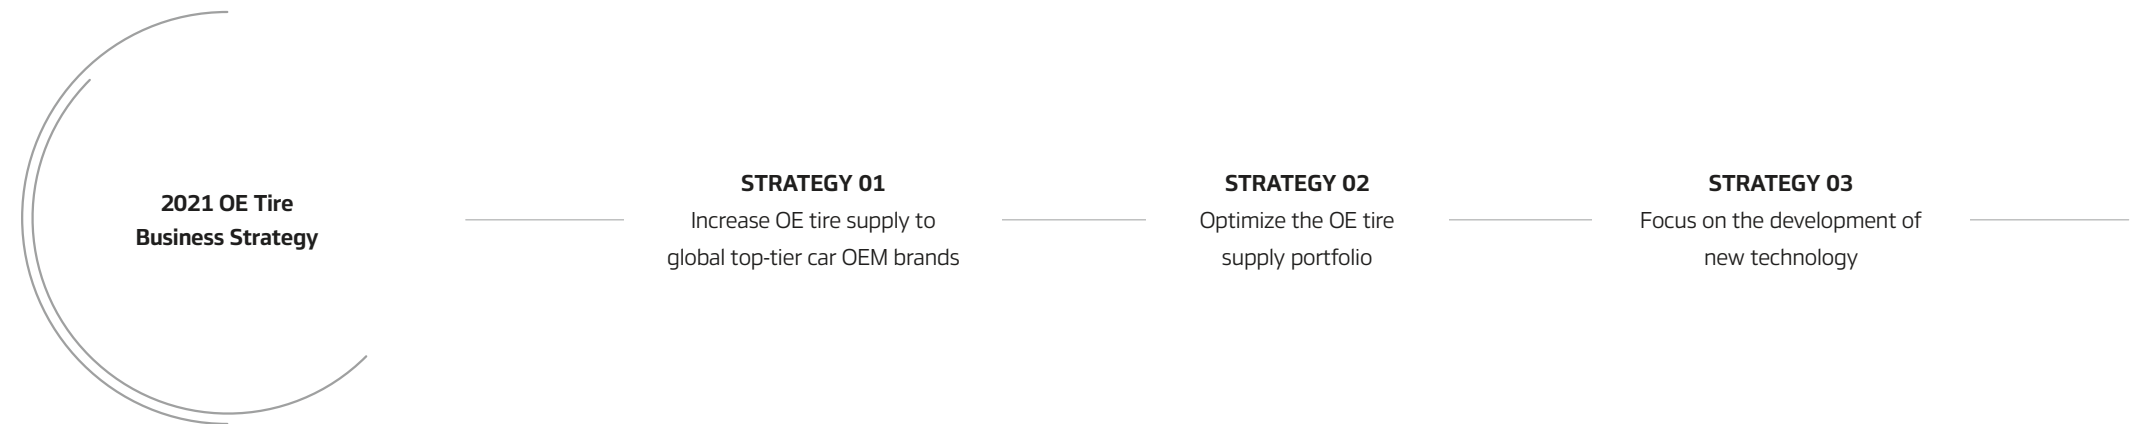 2021 OE Tire
Business Strategy
STRATEGY 01
Increase OE tire supply to
global top-tier car OEM brands
STRATEGY 02
Optimize the OE tire
supply portfolio
STRATEGY 03
Focus on the development of
new technology